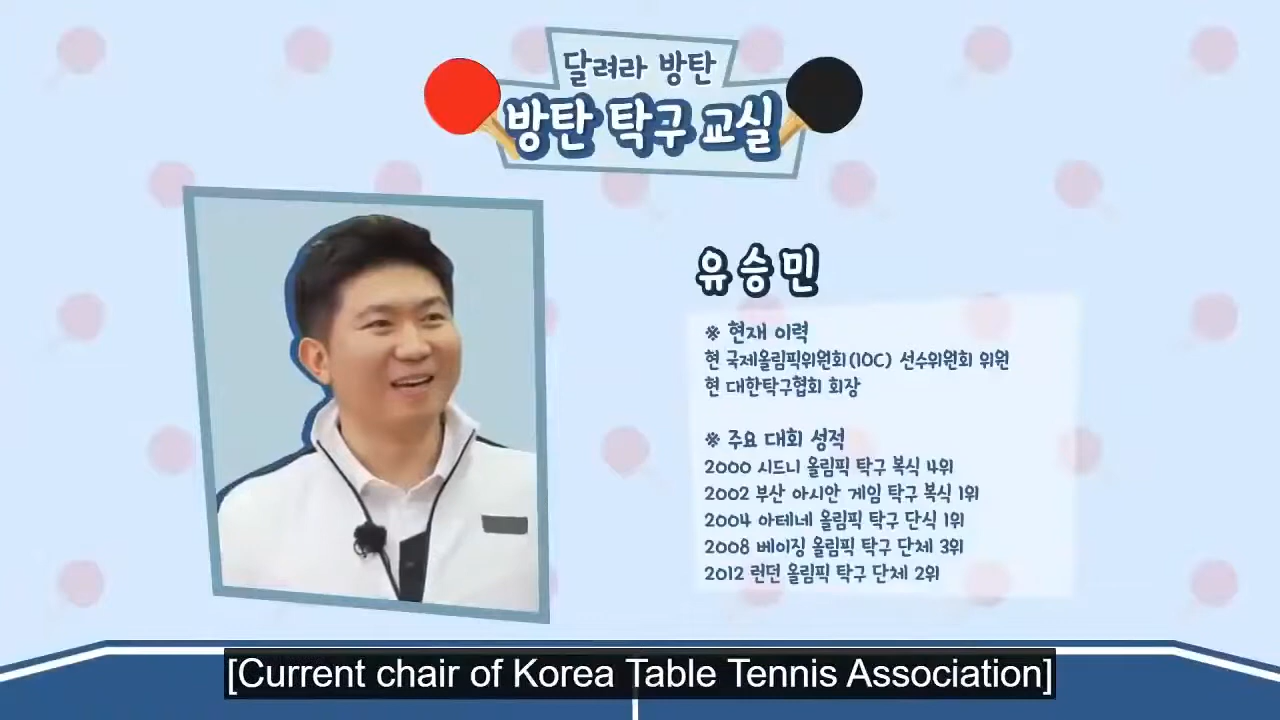 달려라 방탄
방탄 탁구 교실
유승민
※ 현재 이력
현 국제올림픽위원회(IOC) 선수위원회 위원
현 대한탁구협회 회장
※ 주요 대회 성적
2000 시드니 올림픽 탁구 복식 4위
2002 부산 아시안 게임 탁구 복식 1위
2004 아테네 올림픽 탁구 단식 1위
2008 베이징 올림픽 탁구 단체 3위
2012 런던 올림픽 탁구 단체 2위
[Current chair of Korea Table Tennis Association]